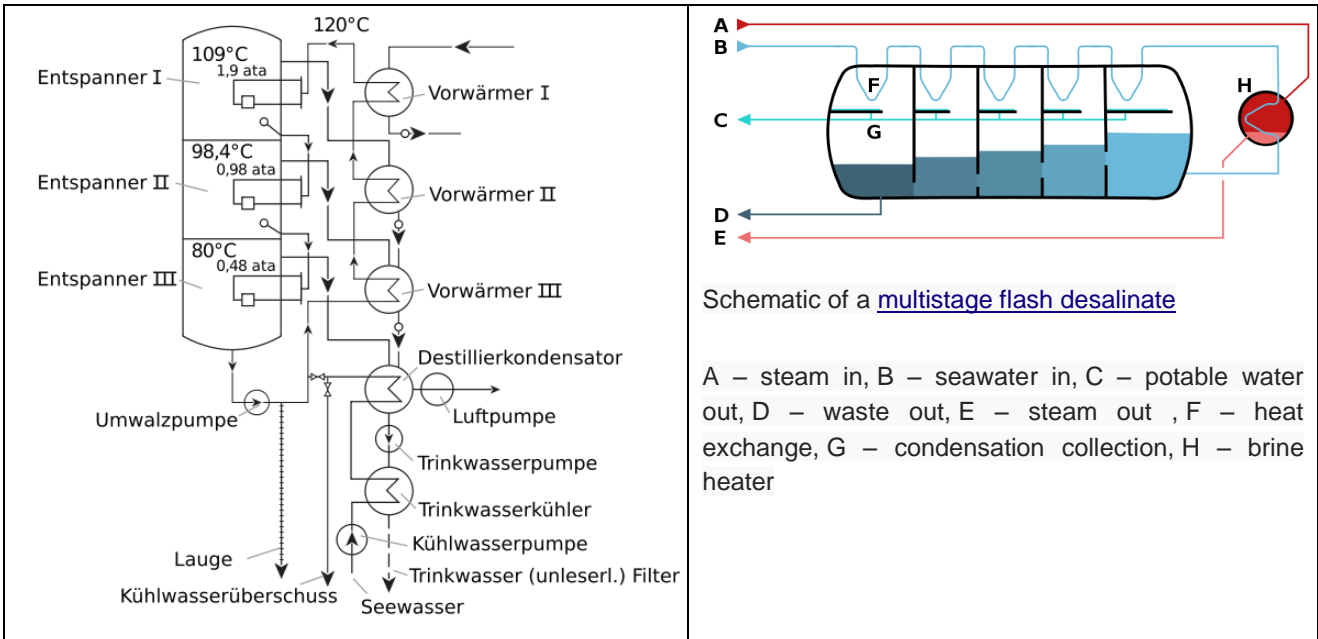 120°C
109°C
1,9 ata
Entspanner I
Vorwärmer I
98,4°C
0,98 ata
Entspanner II
Vorwärmer II
80°C
0,48 ata
Entspanner III
Vorwärmer III
Destillierkondensator
Umwalzpumpe
Luftpumpe
Trinkwasserpumpe
Trinkwasserkühler
Kühlwasserpumpe
Lauge
Trinkwasser (unleserl.) Filter
Kühlwasserüberschuss
Seewasser
A
B
F
H
C
G
D
E
Schematic of a multistage flash desalinate
A – steam in, B – seawater in, C – potable water
out, D – waste out, E – steam out , F – heat
exchange, G – condensation collection, H – brine
heater